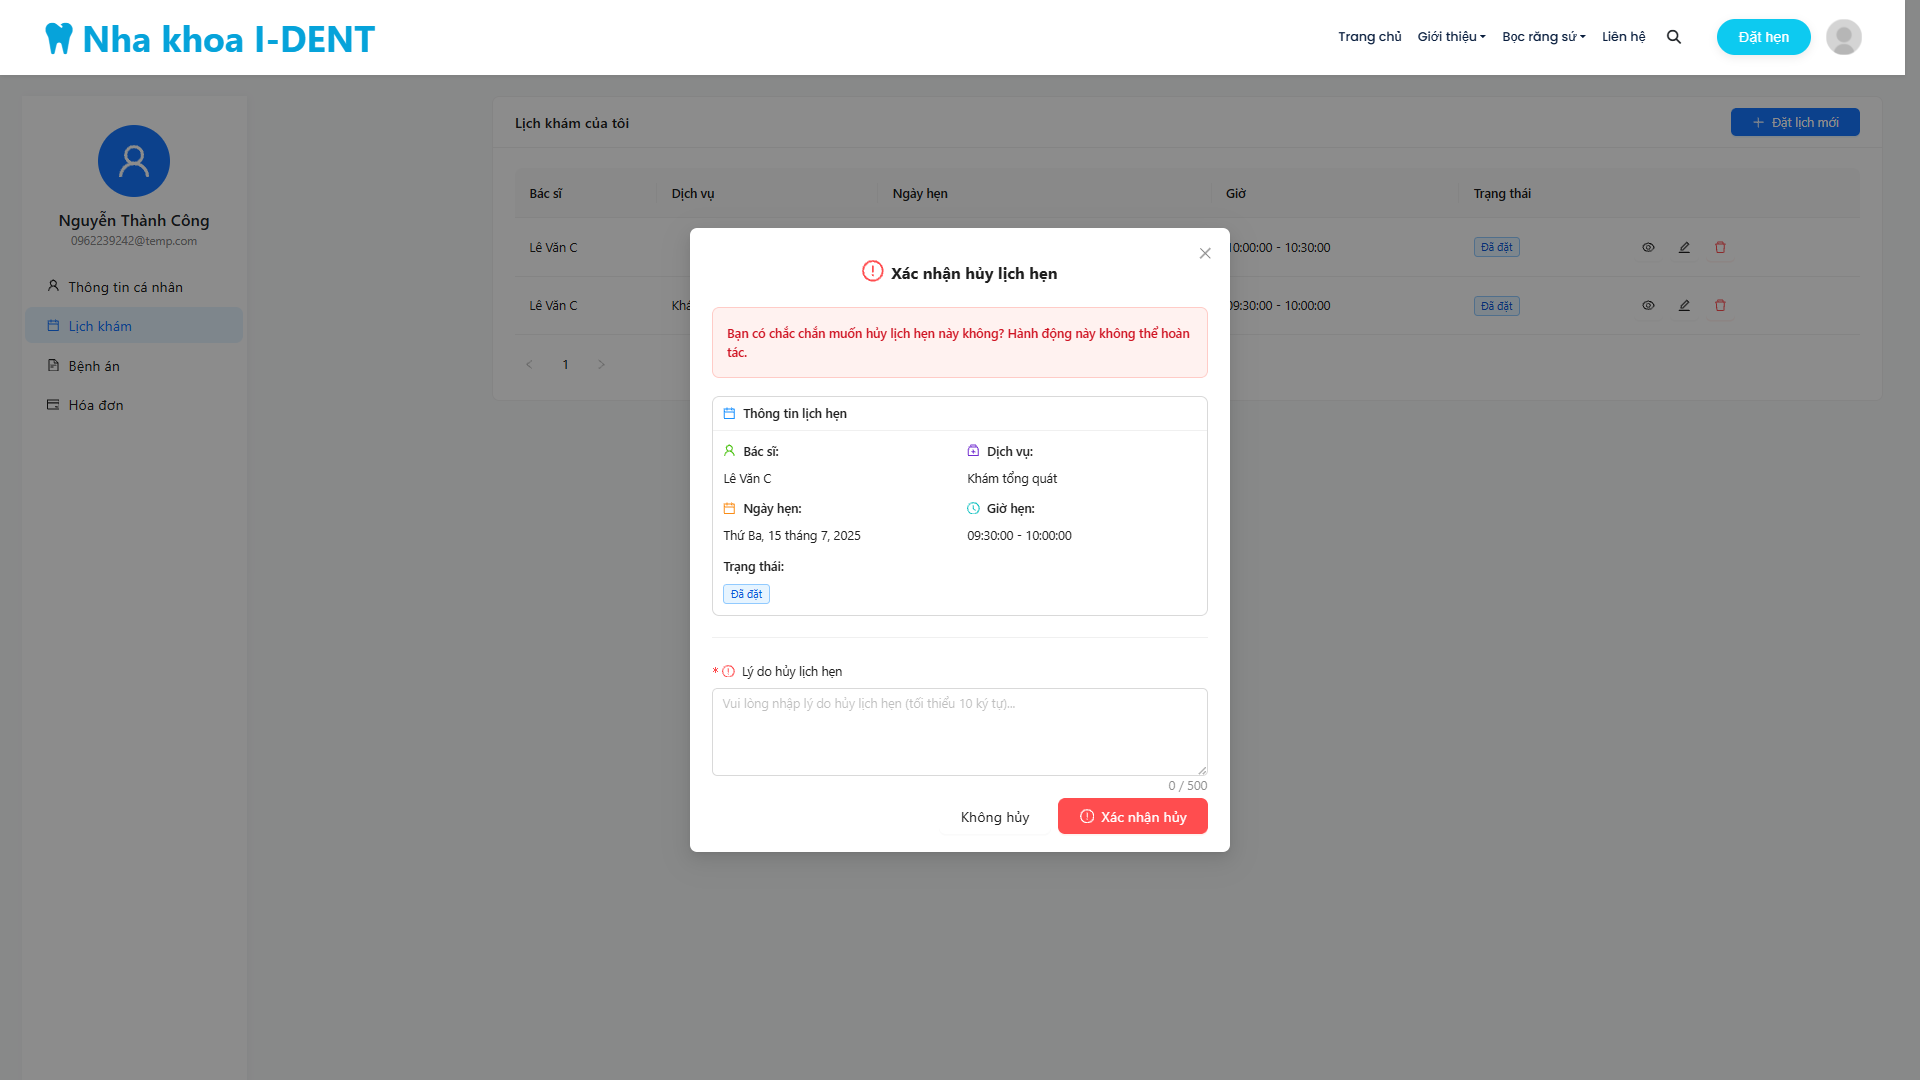 Nha khoa I-DENT
Trang chủ Giới thiệu Bọc răng sứ Liên hệ Đặt hẹn
Nguyễn Thành Công
0962239242@temp.com
Thông tin cá nhân
Lịch khám
Bệnh án
Hóa đơn
Lịch khám của tôi
Đặt lịch mới
Bác sĩ Dịch vụ Ngày hẹn Giờ Trạng thái
Lê Văn C 10:00:00 - 10:30:00 Đã đặt
Lê Văn C Khá 09:30:00 - 10:00:00 Đã đặt
1
Xác nhận hủy lịch hẹn
Bạn có chắc chắn muốn hủy lịch hẹn này không? Hành động này không thể hoàn
tác.
Thông tin lịch hẹn
Bác sĩ: Dịch vụ:
Lê Văn C Khám tổng quát
Ngày hẹn: Giờ hẹn:
Thứ Ba, 15 tháng 7, 2025 09:30:00 - 10:00:00
Trạng thái:
Đã đặt
* Lý do hủy lịch hẹn
Vui lòng nhập lý do hủy lịch hẹn (tối thiểu 10 ký tự)...
0 / 500
Không hủy Xác nhận hủy